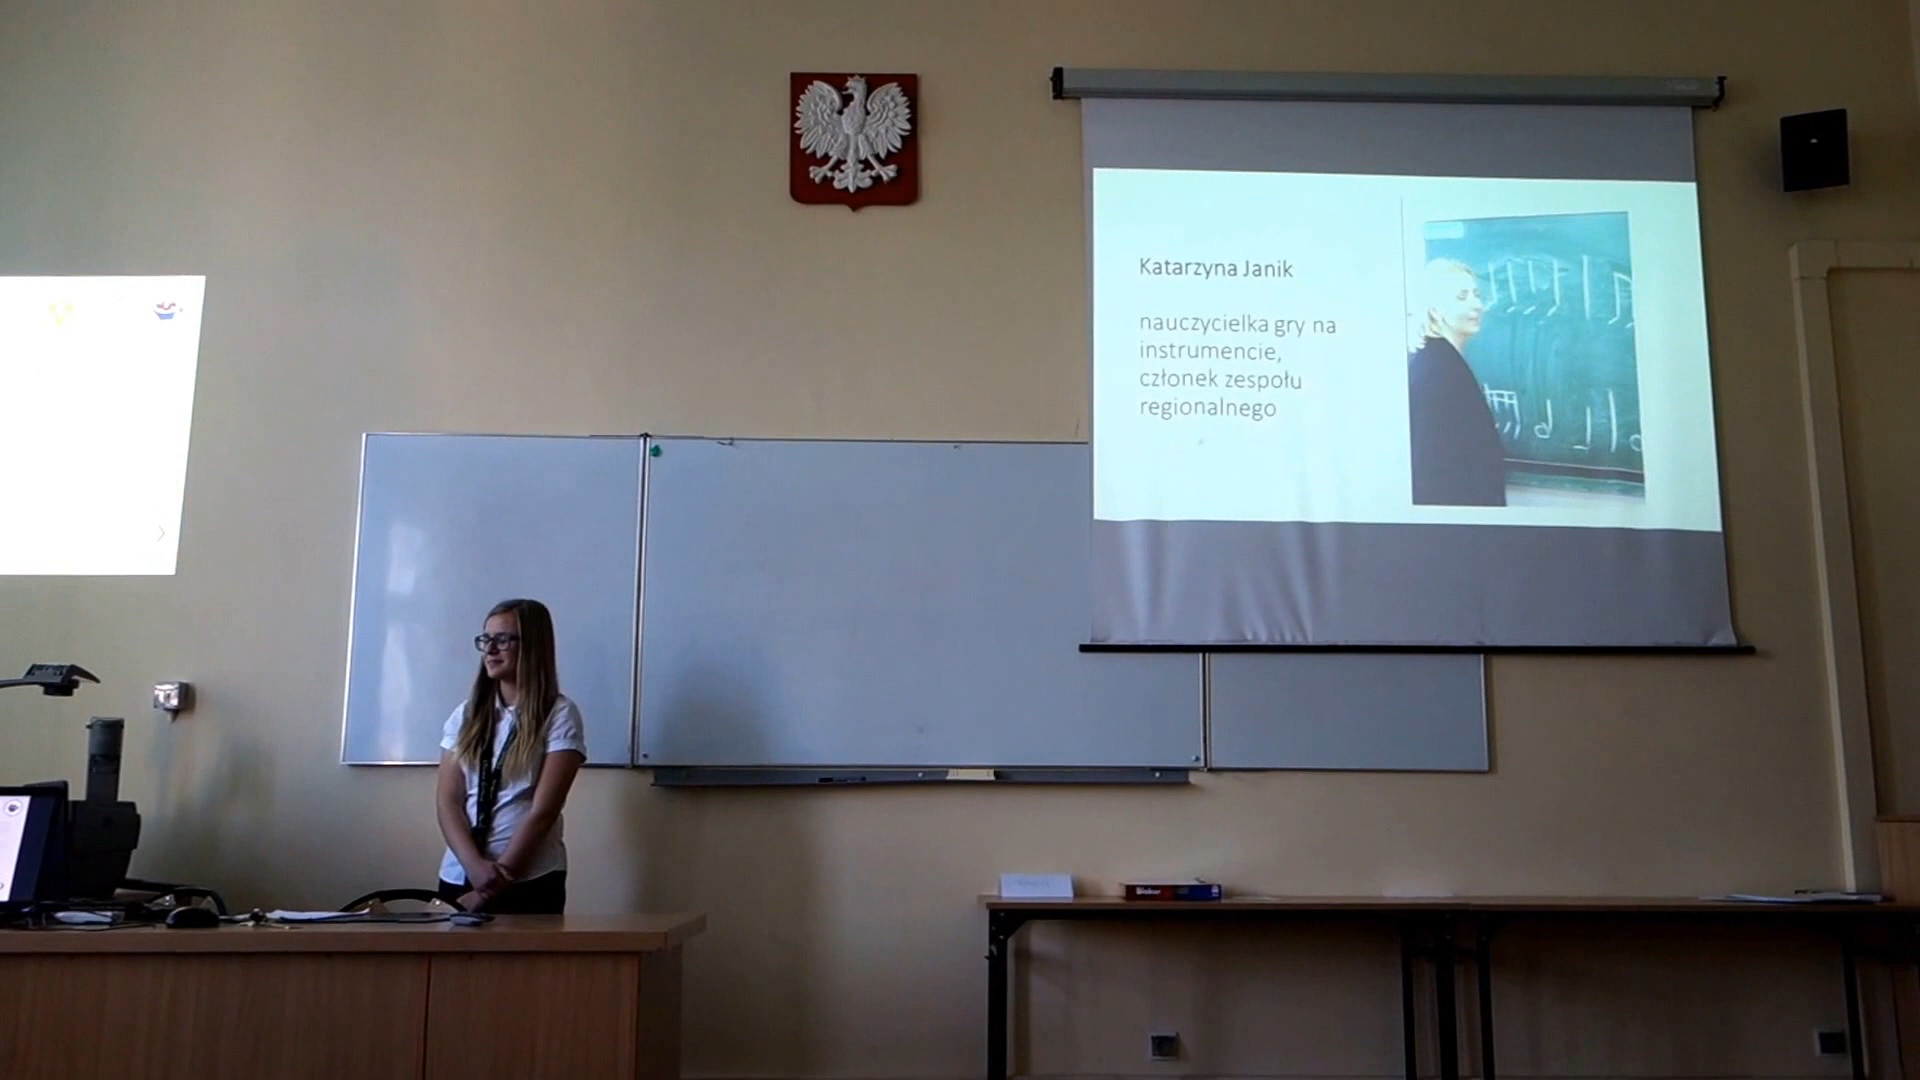 Katarzyna Janik
nauczycielka gry na
instrumencie,
członek zespołu
regionalnego